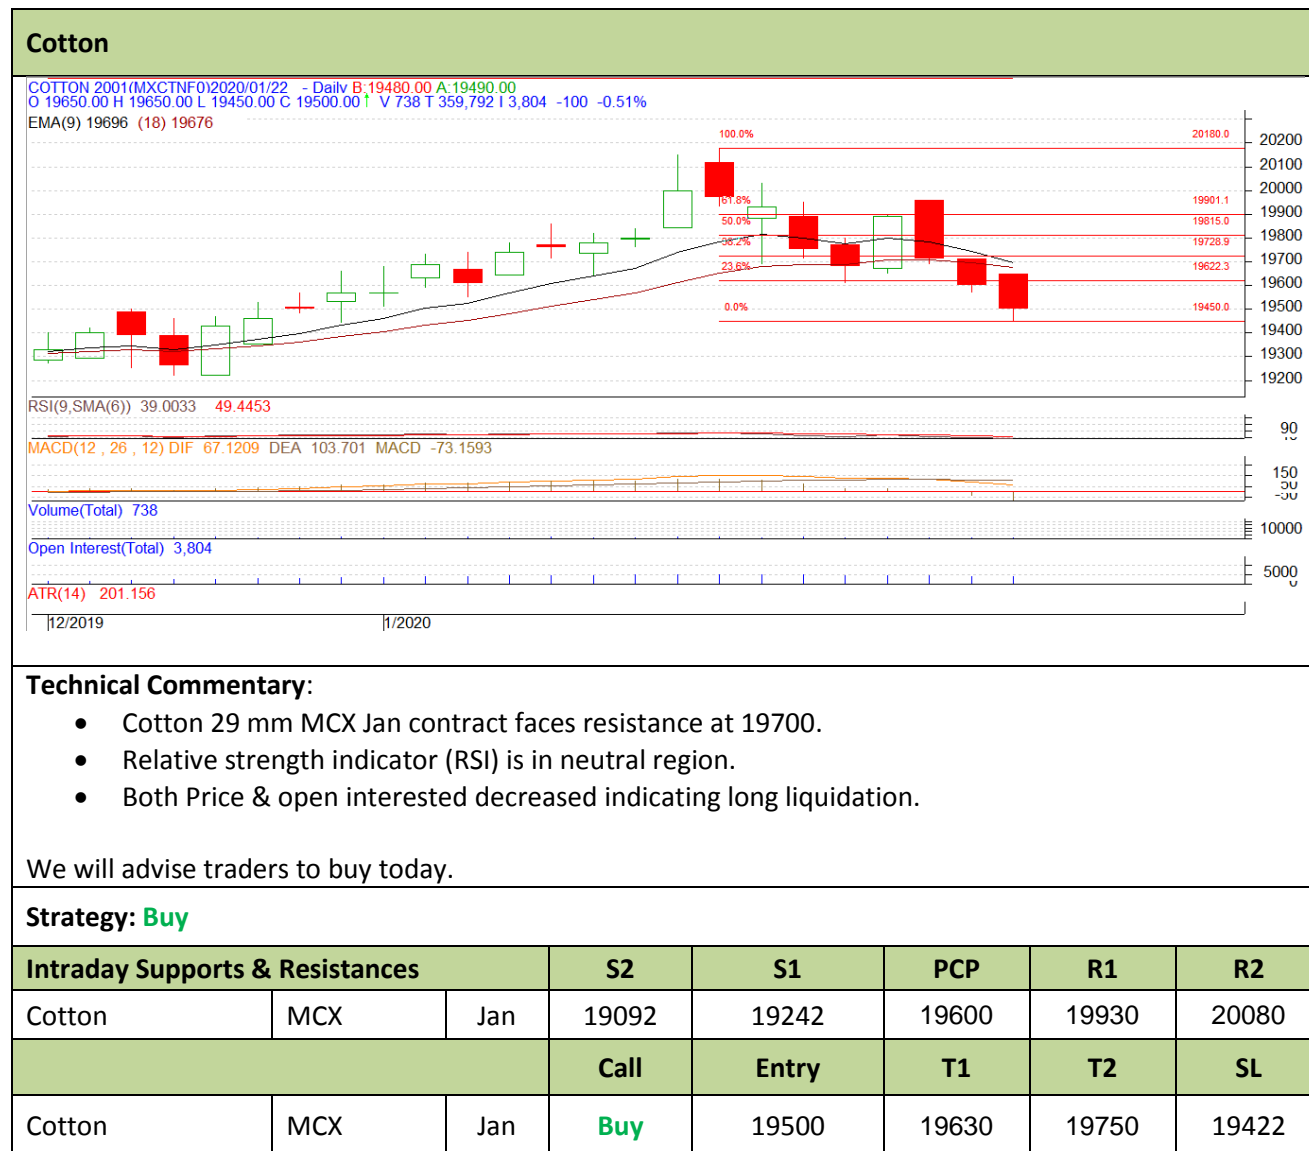 Cotton
COTTON 2001(MXCTNF0)2020/01/22 - Daily B:19480.00 A:19490.00
O 19650.00 H 19650.00 L 19450.00 C 19500.00↑ V 738 T 359,792 I 3,804 -100 -0.51%
EMA(9) 19696 (18) 19676
100.0% 20180.0
20200
20100
20000
61.8% 19901.1
19900
50.0% 19815.0
19800
38.2% 19728.9
19700
23.6% 19622.3
19600
0.0% 19450.0
19500
19400
19300
19200
RSI(9,SMA(6)) 39.0033 49.4453
90
MACD(12 , 26 , 12) DIF 67.1209 DEA 103.701 MACD -73.1593
150
50
-50
Volume(Total) 738
10000
Open Interest(Total) 3,804
5000
0
ATR(14) 201.156
12/2019 1/2020
Technical Commentary:
• Cotton 29 mm MCX Jan contract faces resistance at 19700.
• Relative strength indicator (RSI) is in neutral region.
• Both Price & open interested decreased indicating long liquidation.
We will advise traders to buy today.
Strategy: Buy
Intraday Supports & Resistances S2 S1 PCP R1 R2
Cotton MCX Jan 19092 19242 19600 19930 20080
Call Entry T1 T2 SL
Cotton MCX Jan Buy 19500 19630 19750 19422